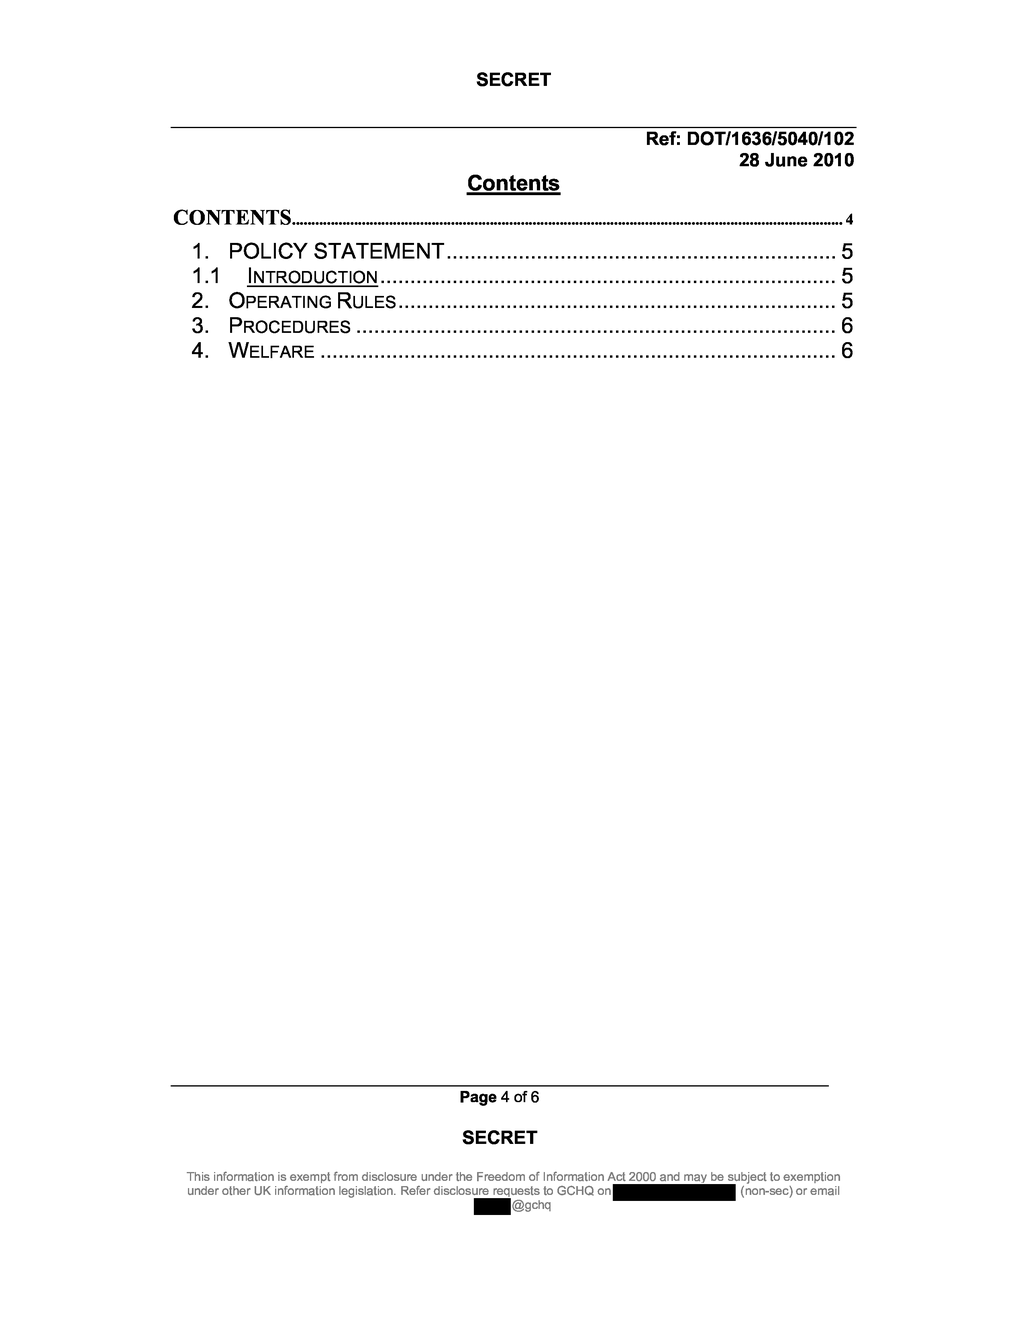 SECRET
Ref: DOT/1636/5040/102
28 June 2010
Contents
CONTENTS.................................................................................................................................. 4
1. POLICY STATEMENT................................................................ 5
1.1 INTRODUCTION........................................................................... 5
2. OPERATING RULES........................................................................ 5
3. PROCEDURES ............................................................................... 6
4. WELFARE ..................................................................................... 6
Page 4 of 6
SECRET
This information is exempt from disclosure under the Freedom of Information Act 2000 and may be subject to exemption
under other UK information legislation. Refer disclosure requests to GCHQ on (non-sec) or email
@gchq